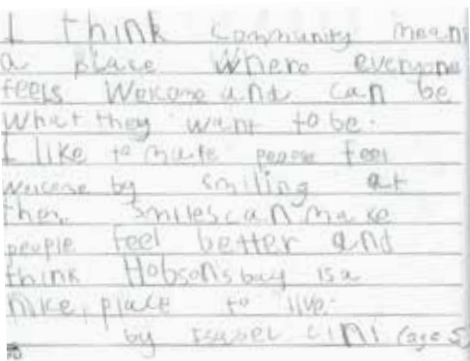 I think community means
a place where everyone
feels Welcome and can be
what they want to be.
I like to make people feel
welcome by smiling at
them. Smiles can make
people feel better and
think Hobsons bay is a
nice, place to live.
by Isabel (age 5)